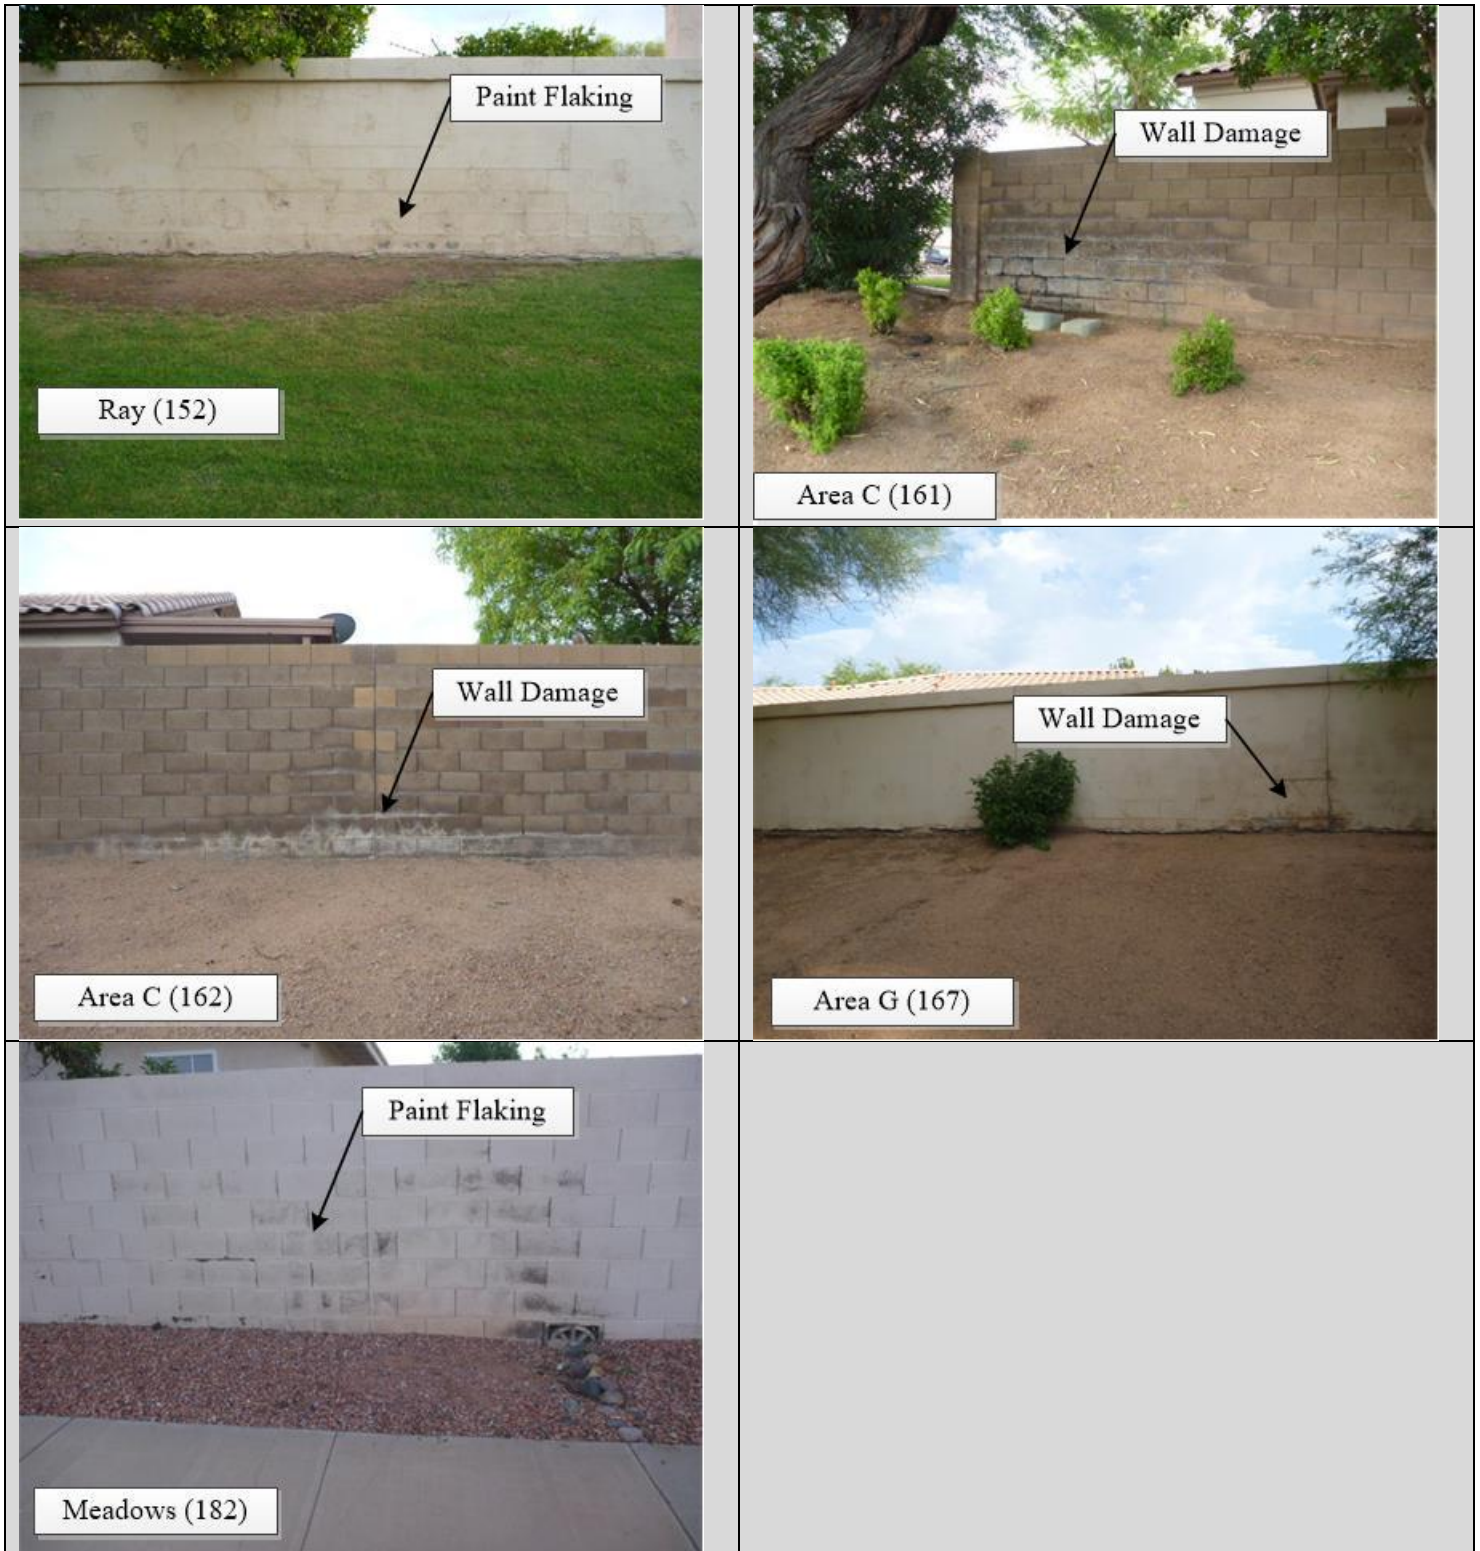 Paint Flaking
Ray (152)
Wall Damage
Area C (161)
Wall Damage
Area C (162)
Wall Damage
Area G (167)
Paint Flaking
Meadows (182)